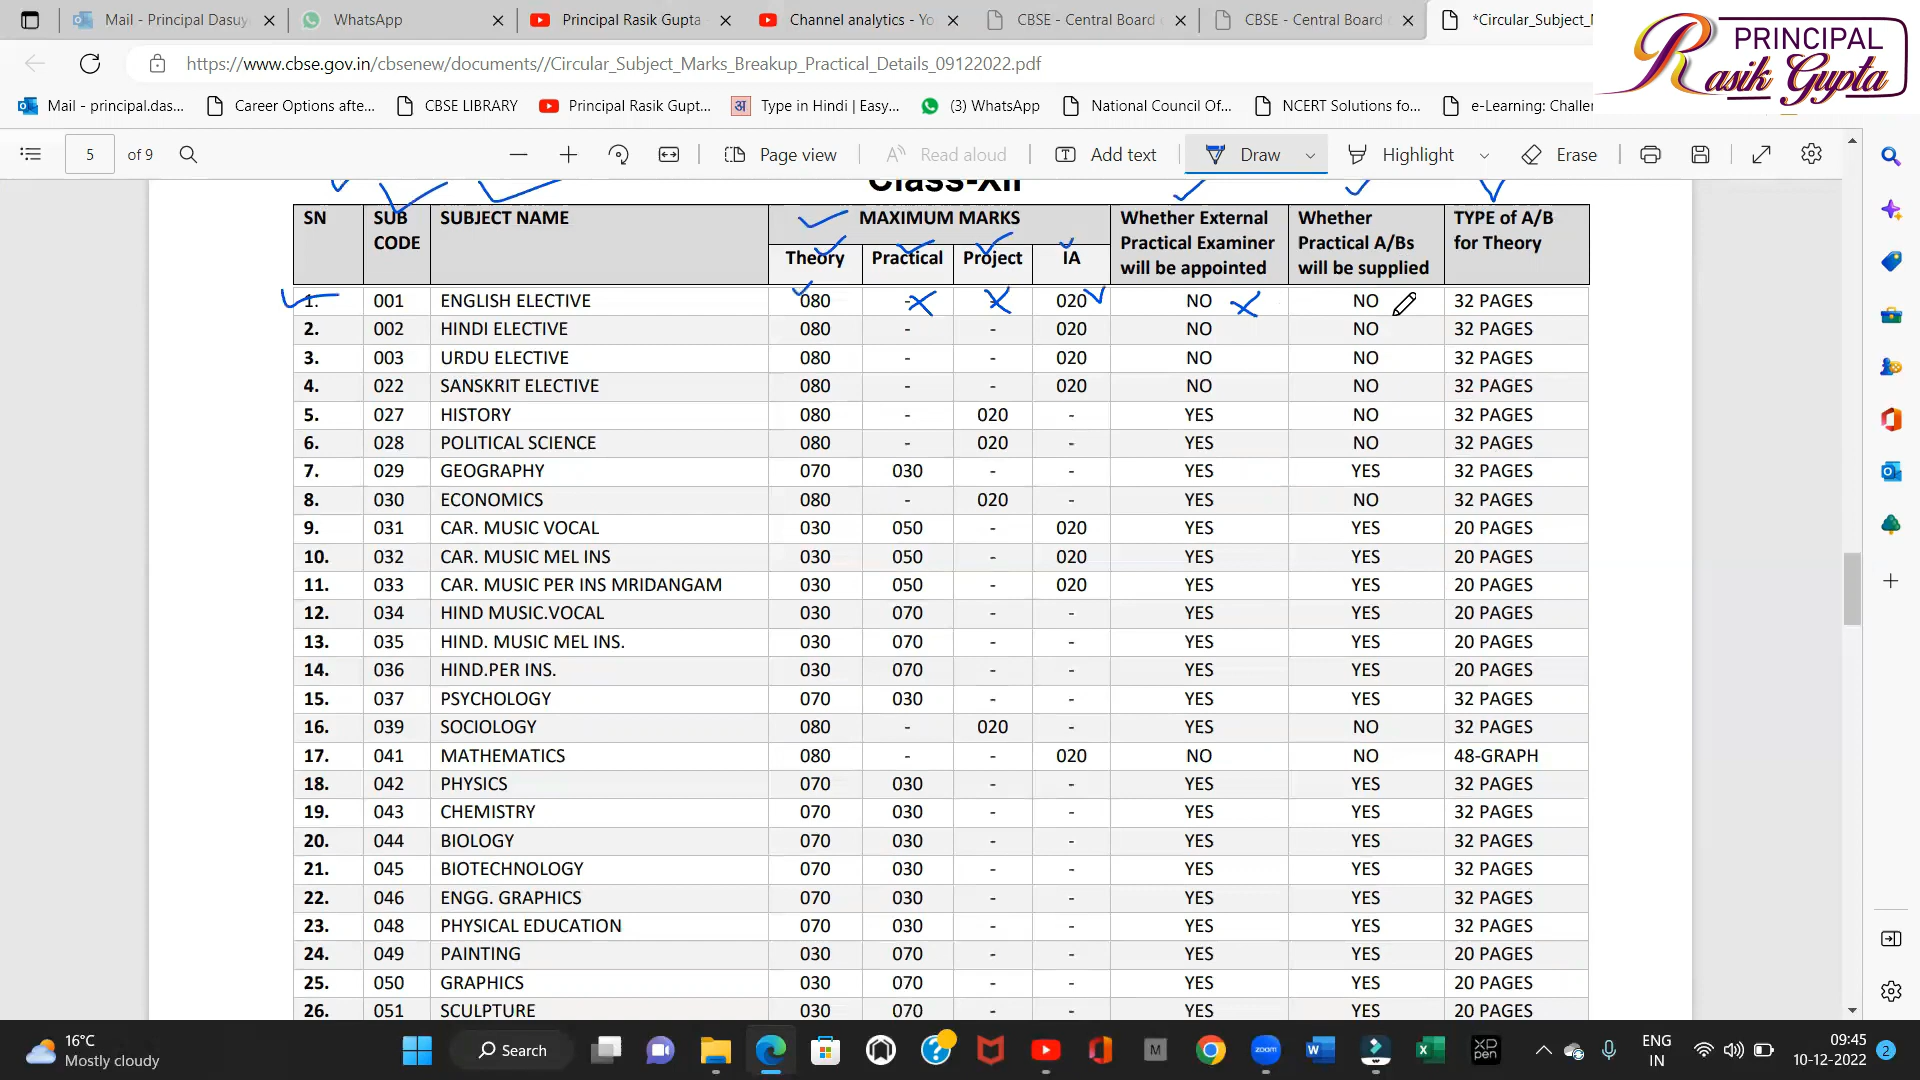 Mail - Principal Dasuy
WhatsApp
Principal Rasik Gupta
Channel analytics - Yo
CBSE - Central Board
CBSE - Central Board
*Circular_Subject_
PRINCIPAL
Rasik Gupta
https://www.cbse.gov.in/cbsenew/documents//Circular_Subject_Marks_Breakup_Practical_Details_09122022.pdf
Mail - principal.das...
Career Options afte...
CBSE LIBRARY
Principal Rasik Gupt...
अ Type in Hindi | Easy...
(3) WhatsApp
National Council Of...
NCERT Solutions fo...
e-Learning: Challen
5 of 9
Page view
Read aloud
Add text
Draw
Highlight
Erase
Class-XII
SN SUB CODE SUBJECT NAME MAXIMUM MARKS Whether External Practical Examiner will be appointed Whether Practical A/Bs will be supplied TYPE of A/B for Theory
Theory Practical Project IA
1. 001 ENGLISH ELECTIVE 080 - - 020 NO NO 32 PAGES
2. 002 HINDI ELECTIVE 080 - - 020 NO NO 32 PAGES
3. 003 URDU ELECTIVE 080 - - 020 NO NO 32 PAGES
4. 022 SANSKRIT ELECTIVE 080 - - 020 NO NO 32 PAGES
5. 027 HISTORY 080 - 020 - YES NO 32 PAGES
6. 028 POLITICAL SCIENCE 080 - 020 - YES NO 32 PAGES
7. 029 GEOGRAPHY 070 030 - - YES YES 32 PAGES
8. 030 ECONOMICS 080 - 020 - YES NO 32 PAGES
9. 031 CAR. MUSIC VOCAL 030 050 - 020 YES YES 20 PAGES
10. 032 CAR. MUSIC MEL INS 030 050 - 020 YES YES 20 PAGES
11. 033 CAR. MUSIC PER INS MRIDANGAM 030 050 - 020 YES YES 20 PAGES
12. 034 HIND MUSIC.VOCAL 030 070 - - YES YES 20 PAGES
13. 035 HIND. MUSIC MEL INS. 030 070 - - YES YES 20 PAGES
14. 036 HIND.PER INS. 030 070 - - YES YES 20 PAGES
15. 037 PSYCHOLOGY 070 030 - - YES YES 32 PAGES
16. 039 SOCIOLOGY 080 - 020 - YES NO 32 PAGES
17. 041 MATHEMATICS 080 - - 020 NO NO 48-GRAPH
18. 042 PHYSICS 070 030 - - YES YES 32 PAGES
19. 043 CHEMISTRY 070 030 - - YES YES 32 PAGES
20. 044 BIOLOGY 070 030 - - YES YES 32 PAGES
21. 045 BIOTECHNOLOGY 070 030 - - YES YES 32 PAGES
22. 046 ENGG. GRAPHICS 070 030 - - YES YES 32 PAGES
23. 048 PHYSICAL EDUCATION 070 030 - - YES YES 32 PAGES
24. 049 PAINTING 030 070 - - YES YES 20 PAGES
25. 050 GRAPHICS 030 070 - - YES YES 20 PAGES
26. 051 SCULPTURE 030 070 - - YES YES 20 PAGES
16°C
Mostly cloudy
Search
zoom
M
XD pen
ENG
IN
09:45
10-12-2022
2